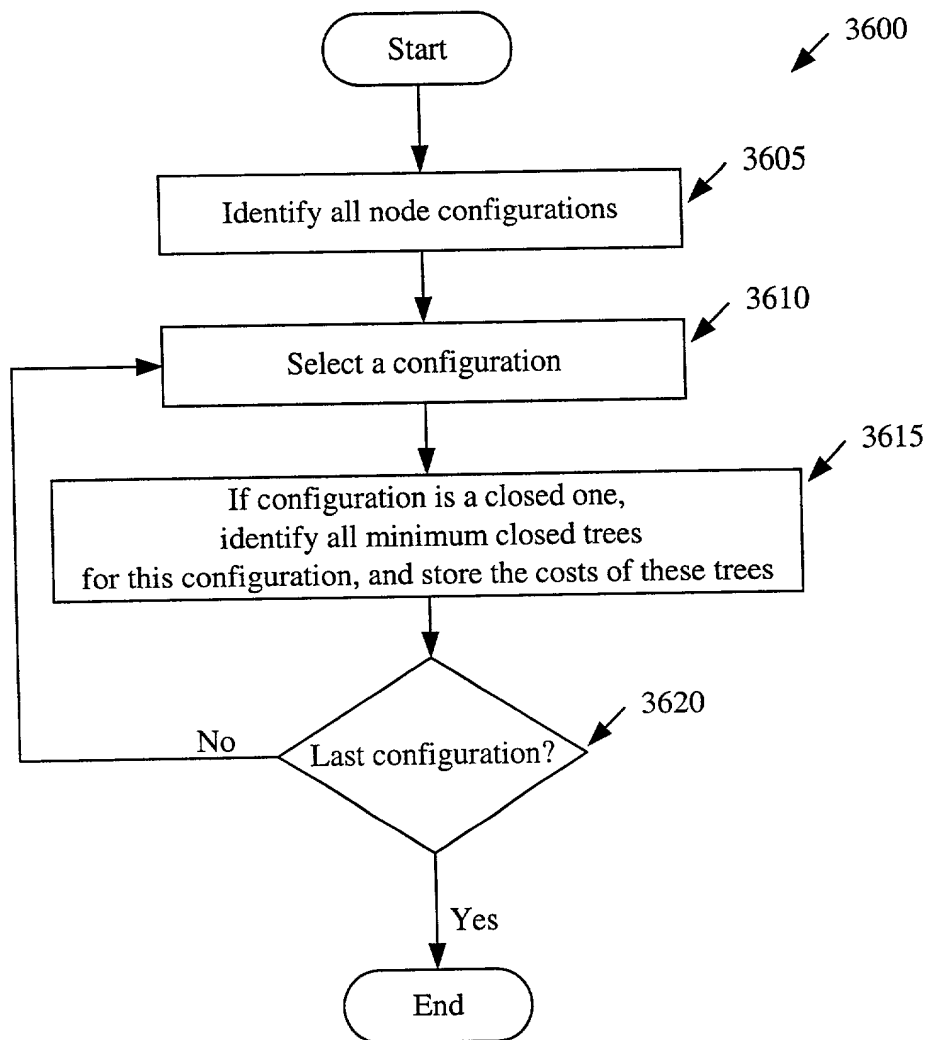 Start
3600
3605
Identify all node configurations
3610
Select a configuration
3615
If configuration is a closed one,
identify all minimum closed trees
for this configuration, and store the costs of these trees
3620
No
Last configuration?
Yes
End